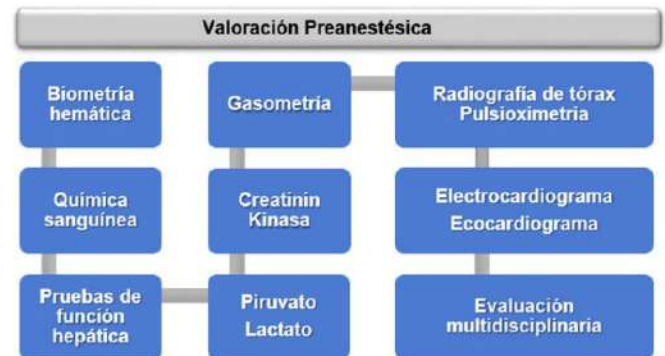 Valoración Preanestésica
Biometría
hemática
Química
sanguínea
Pruebas de
función
hepática
Piruvato
Lactato
Creatinin
Kinasa
Gasometría
Radiografía de tórax
Pulsioximetria
Electrocardiograma
Ecocardiograma
Evaluación
multidisciplinaria